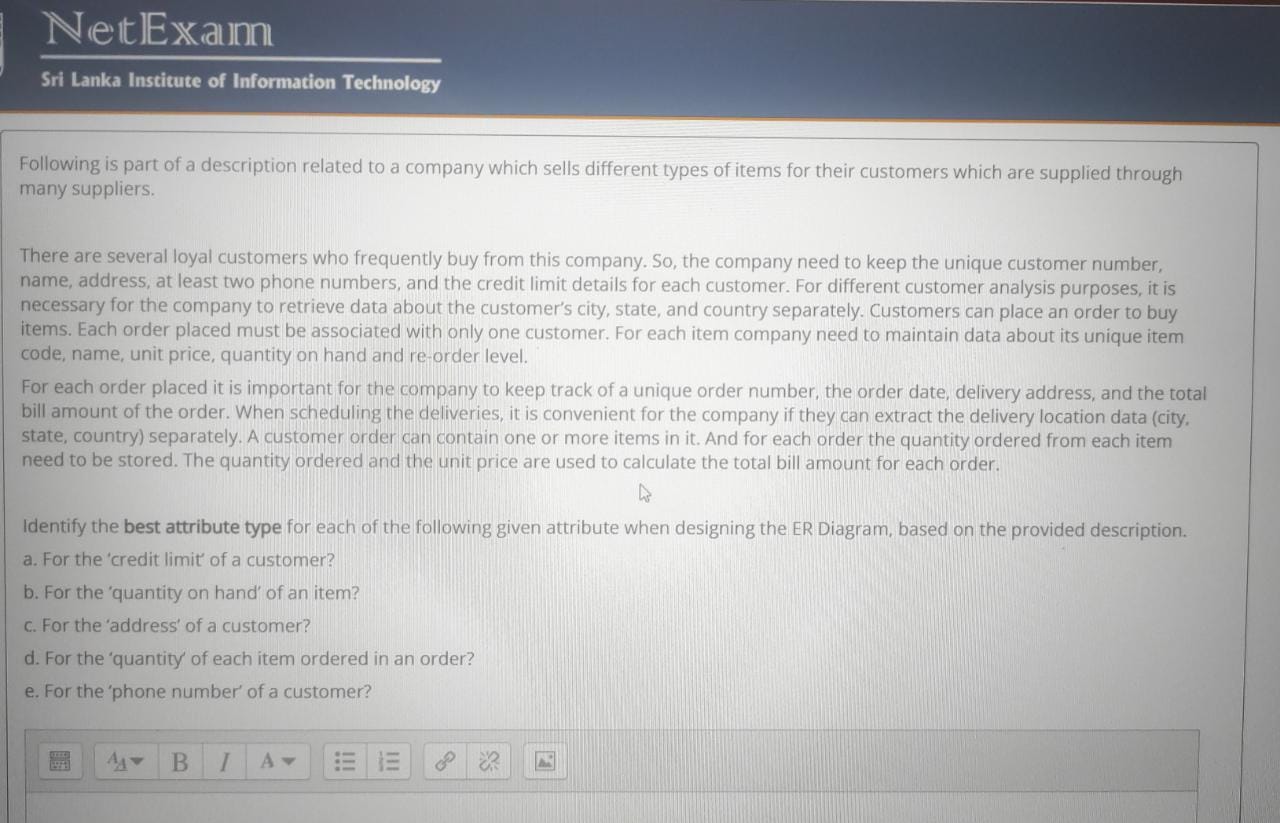 NetExam
Sri Lanka Institute of Information Technology
Following is part of a description related to a company which sells different types of items for their customers which are supplied through
many suppliers.
There are several loyal customers who frequently buy from this company. So, the company need to keep the unique customer number,
name, address, at least two phone numbers, and the credit limit details for each customer. For different customer analysis purposes, it is
necessary for the company to retrieve data about the customer's city, state, and country separately. Customers can place an order to buy
items. Each order placed must be associated with only one customer. For each item company need to maintain data about its unique item
code, name, unit price, quantity on hand and re-order level.
For each order placed it is important for the company to keep track of a unique order number, the order date, delivery address, and the total
bill amount of the order. When scheduling the deliveries, it is convenient for the company if they can extract the delivery location data (city,
state, country) separately. A customer order can contain one or more items in it. And for each order the quantity ordered from each item
need to be stored. The quantity ordered and the unit price are used to calculate the total bill amount for each order.
Identify the best attribute type for each of the following given attribute when designing the ER Diagram, based on the provided description.
a. For the 'credit limit' of a customer?
b. For the 'quantity on hand' of an item?
c. For the 'address' of a customer?
d. For the 'quantity' of each item ordered in an order?
e. For the 'phone number' of a customer?
B I A